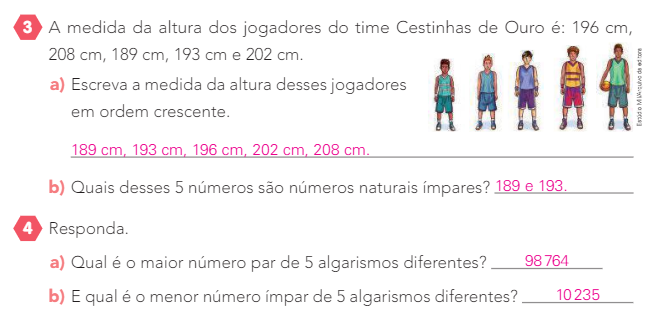 3 A medida da altura dos jogadores do time Cestinhas de Ouro é: 196 cm,
208 cm, 189 cm, 193 cm e 202 cm.
a) Escreva a medida da altura desses jogadores
em ordem crescente.
Estúdio MIL/Arquivo da editora
189 cm, 193 cm, 196 cm, 202 cm, 208 cm.
b) Quais desses 5 números são números naturais ímpares? 189 e 193.
4 Responda.
a) Qual é o maior número par de 5 algarismos diferentes? 98 764
b) E qual é o menor número ímpar de 5 algarismos diferentes? 10 235